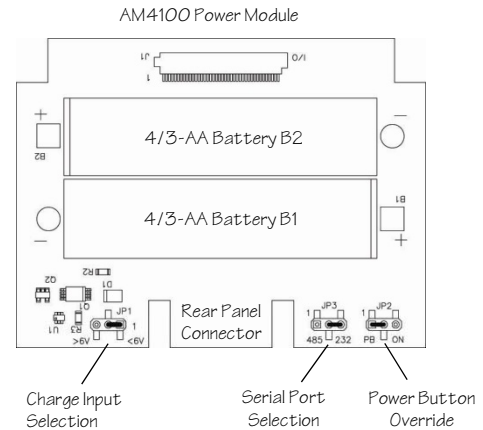 AM4100 Power Module
J1
I/O
1
+
-
B2
4/3-AA Battery B2
B1
4/3-AA Battery B1
-
+
R2
Q2
Q1
D1
U1
R3
JP1
1
>6V
<6V
Rear Panel
Connector
JP3
1
485
232
JP2
1
PB
ON
Charge Input
Selection
Serial Port
Selection
Power Button
Override